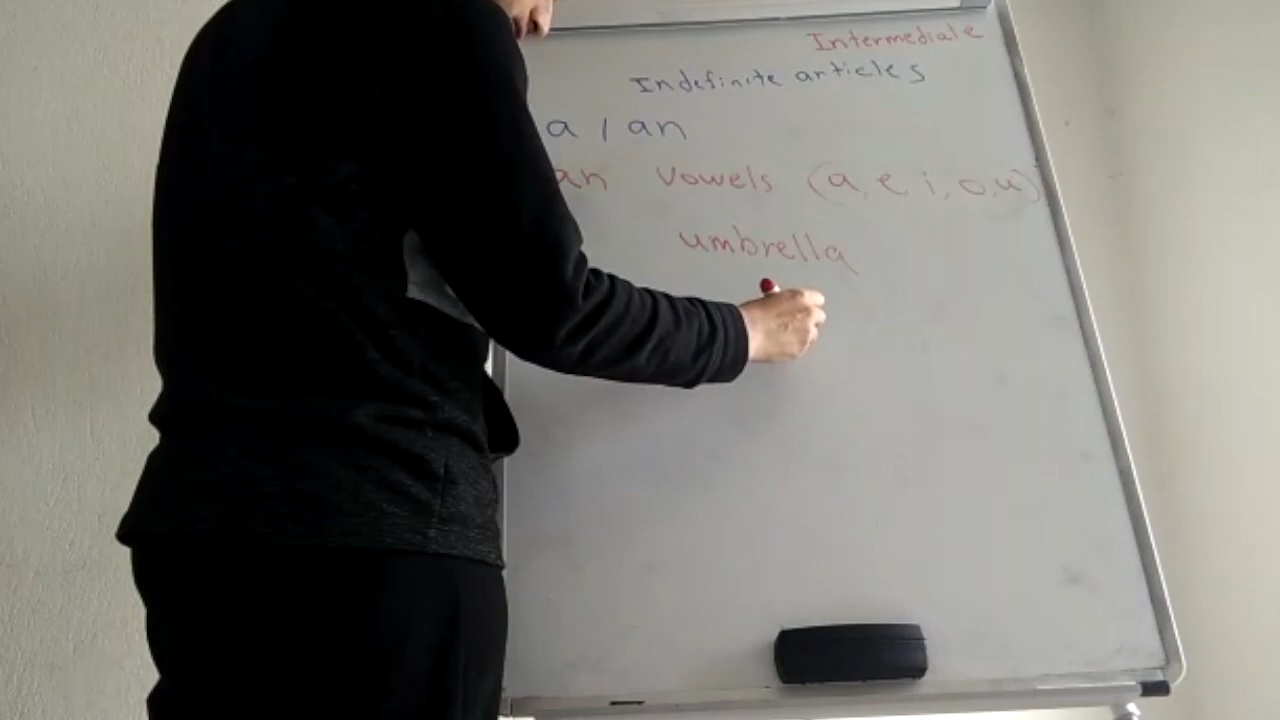 Intermediate
Indefinite articles
a / an
an vowels (a, e, i, o, u)
umbrella